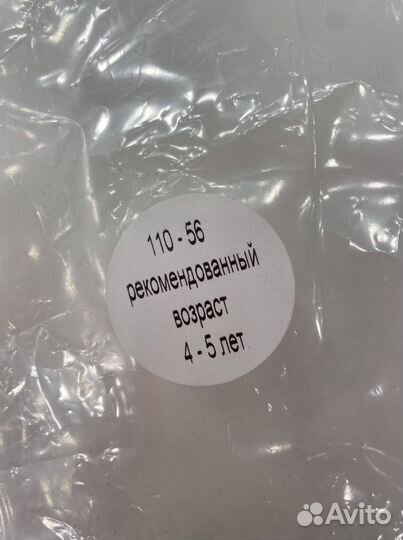 110 - 56
рекомендованный
возраст
4 - 5 лет
Avito